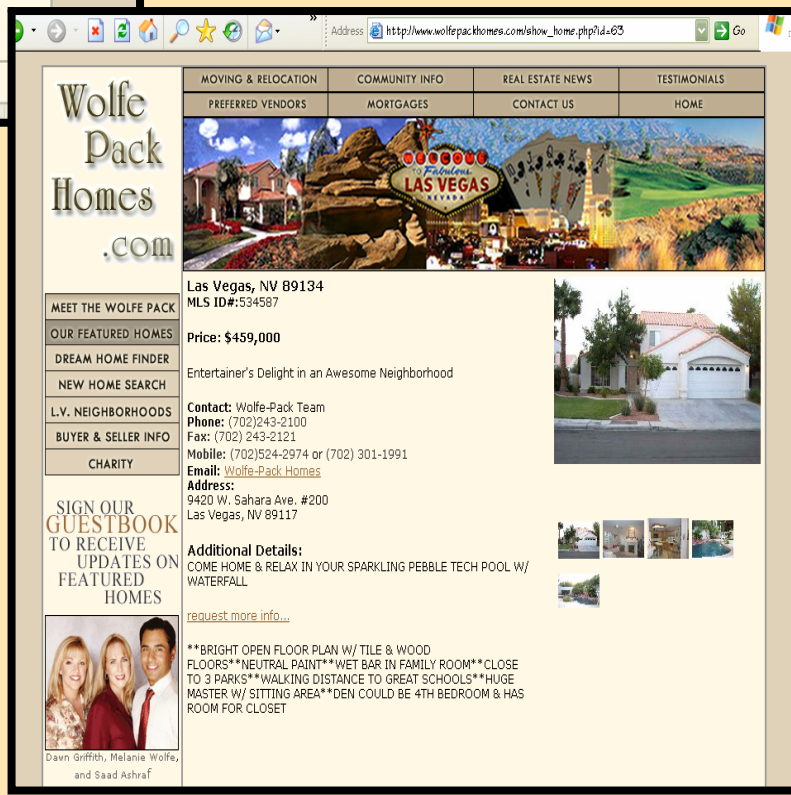 Address http://www.wolfepackhomes.com/show_home.php?id=63 Go
Wolfe
Pack
Homes
.com
MOVING & RELOCATION COMMUNITY INFO REAL ESTATE NEWS TESTIMONIALS
PREFERRED VENDORS MORTGAGES CONTACT US HOME
WELCOME
TO Fabulous
LAS VEGAS
NEVADA
MEET THE WOLFE PACK
OUR FEATURED HOMES
DREAM HOME FINDER
NEW HOME SEARCH
L.V. NEIGHBORHOODS
BUYER & SELLER INFO
CHARITY
SIGN OUR
GUESTBOOK
TO RECEIVE
UPDATES ON
FEATURED
HOMES
Dawn Griffith, Melanie Wolfe,
and Saad Ashraf
Las Vegas, NV 89134
MLS ID#:534587
Price: $459,000
Entertainer's Delight in an Awesome Neighborhood
Contact: Wolfe-Pack Team
Phone: (702)243-2100
Fax: (702) 243-2121
Mobile: (702)524-2974 or (702) 301-1991
Email: Wolfe-Pack Homes
Address:
9420 W. Sahara Ave. #200
Las Vegas, NV 89117
Additional Details:
COME HOME & RELAX IN YOUR SPARKLING PEBBLE TECH POOL W/
WATERFALL
request more info...
**BRIGHT OPEN FLOOR PLAN W/ TILE & WOOD
FLOORS**NEUTRAL PAINT**WET BAR IN FAMILY ROOM**CLOSE
TO 3 PARKS**WALKING DISTANCE TO GREAT SCHOOLS**HUGE
MASTER W/ SITTING AREA**DEN COULD BE 4TH BEDROOM & HAS
ROOM FOR CLOSET